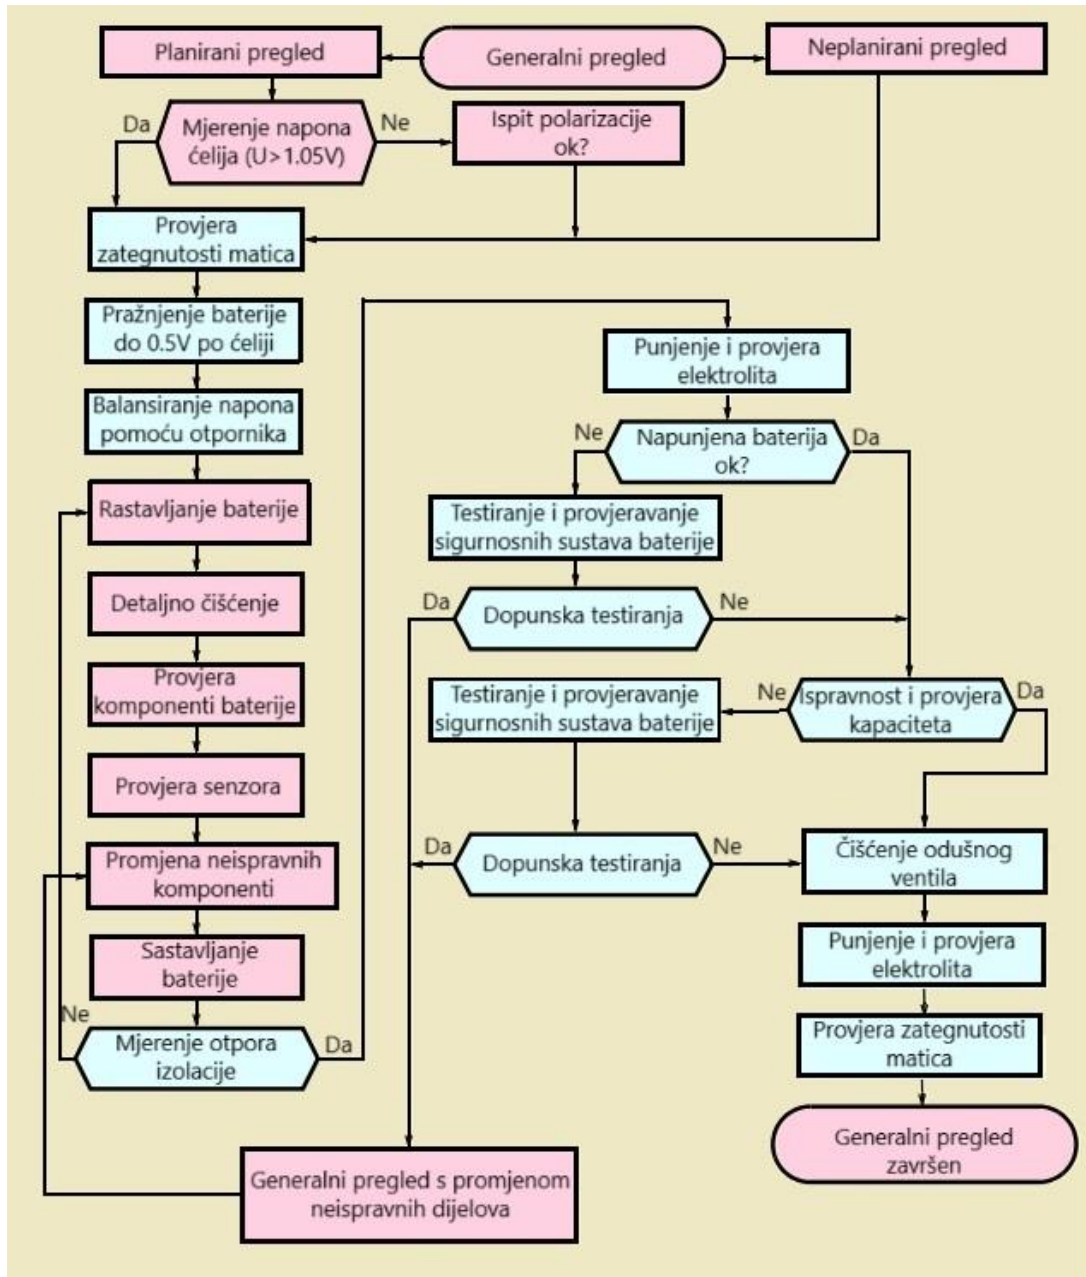 Planirani pregled
Generalni pregled
Neplanirani pregled
Da
Mjerenje napona
ćelija (U>1.05V)
Ne
Ispit polarizacije
ok?
Provjera
zategnutosti matica
Pražnjenje baterije
do 0.5V po ćeliji
Balansiranje napona
pomoću otpornika
Rastavljanje baterije
Detaljno čišćenje
Provjera
komponenti baterije
Provjera senzora
Promjena neispravnih
komponenti
Sastavljanje
baterije
Ne
Mjerenje otpora
izolacije
Da
Punjenje i provjera
elektrolita
Ne
Napunjena baterija
ok?
Da
Testiranje i provjeravanje
sigurnosnih sustava baterije
Da
Dopunska testiranja
Ne
Testiranje i provjeravanje
sigurnosnih sustava baterije
Ne
Ispravnost i provjera
kapaciteta
Da
Da
Dopunska testiranja
Ne
Čišćenje odušnog
ventila
Punjenje i provjera
elektrolita
Provjera zategnutosti
matica
Generalni pregled
završen
Generalni pregled s promjenom
neispravnih dijelova